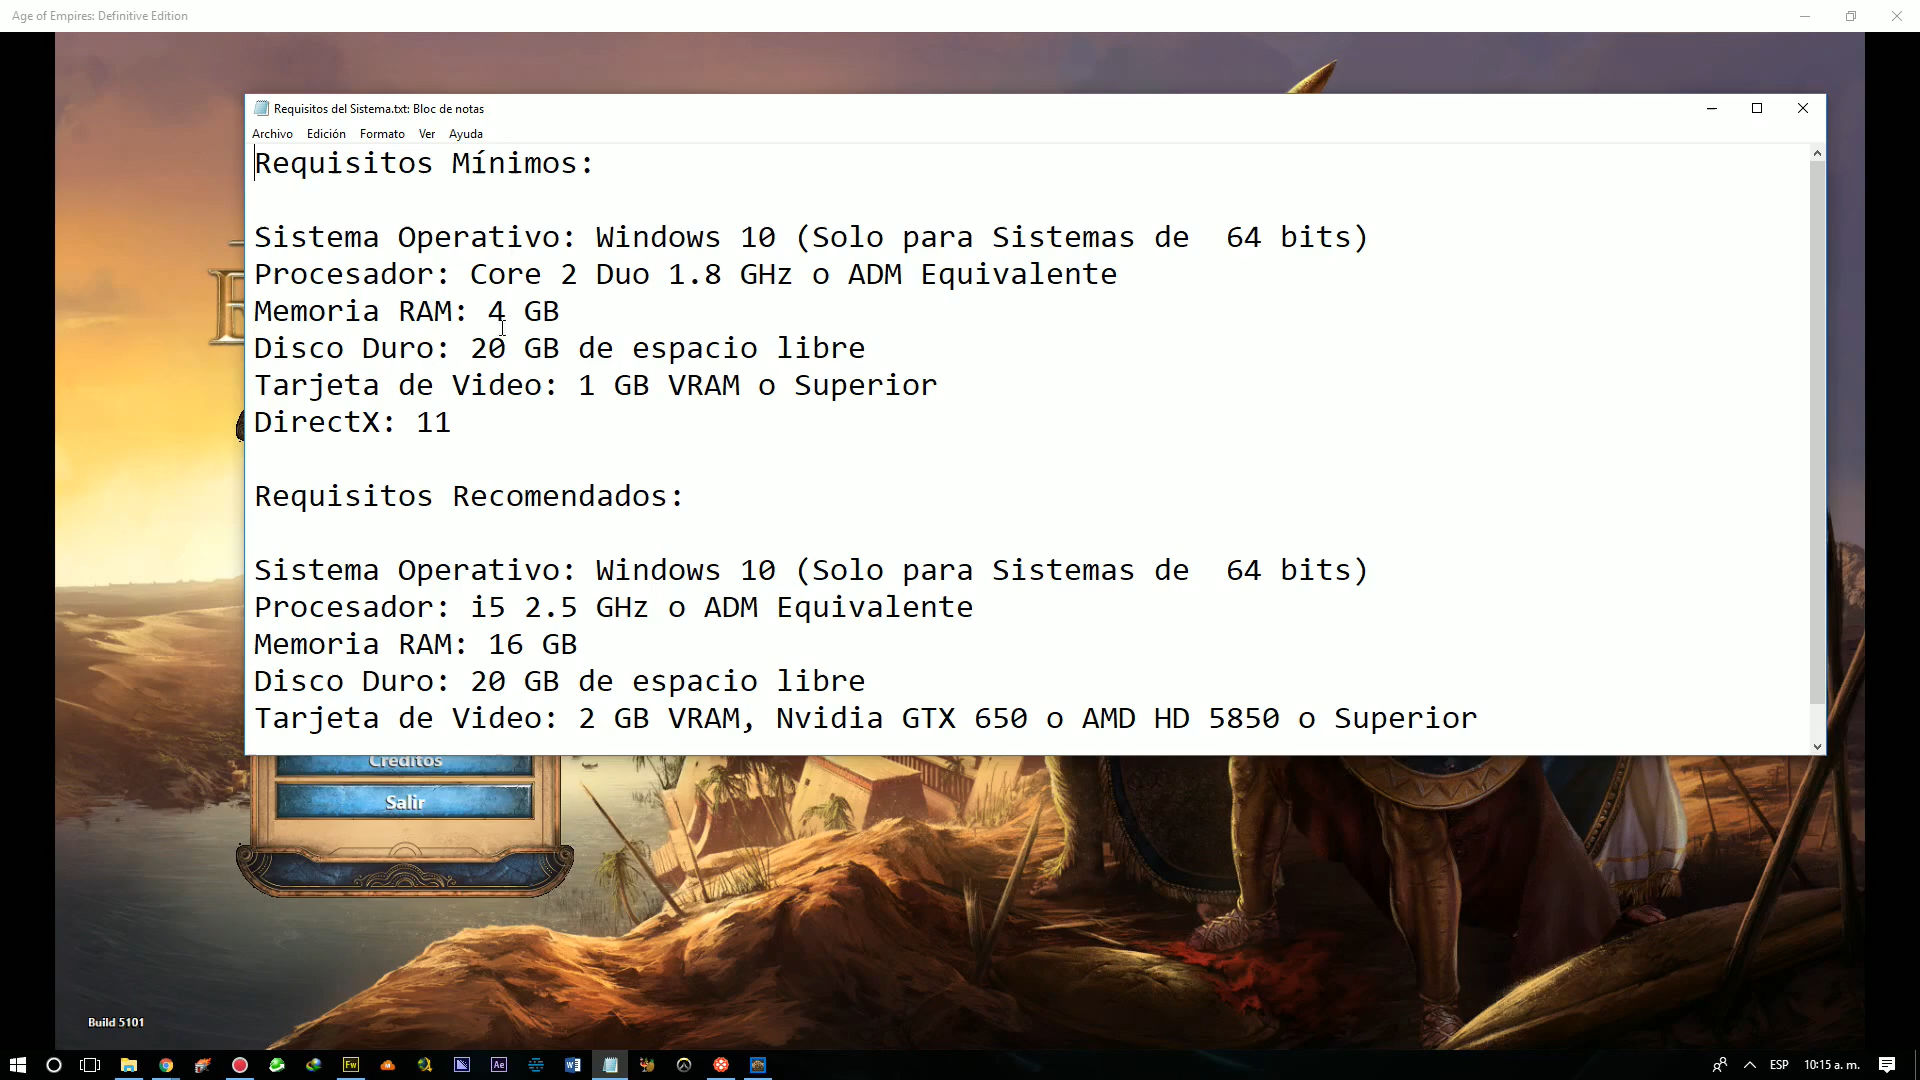 Age of Empires: Definitive Edition
Requisitos del Sistema.txt: Bloc de notas
Archivo Edición Formato Ver Ayuda
Requisitos Mínimos:
Sistema Operativo: Windows 10 (Solo para Sistemas de  64 bits)
Procesador: Core 2 Duo 1.8 GHz o ADM Equivalente
Memoria RAM: 4 GB
Disco Duro: 20 GB de espacio libre
Tarjeta de Video: 1 GB VRAM o Superior
DirectX: 11
Requisitos Recomendados:
Sistema Operativo: Windows 10 (Solo para Sistemas de  64 bits)
Procesador: i5 2.5 GHz o ADM Equivalente
Memoria RAM: 16 GB
Disco Duro: 20 GB de espacio libre
Tarjeta de Video: 2 GB VRAM, Nvidia GTX 650 o AMD HD 5850 o Superior
Créditos
Salir
Build 5101
Fw
Ae
ESP
10:15 a. m.